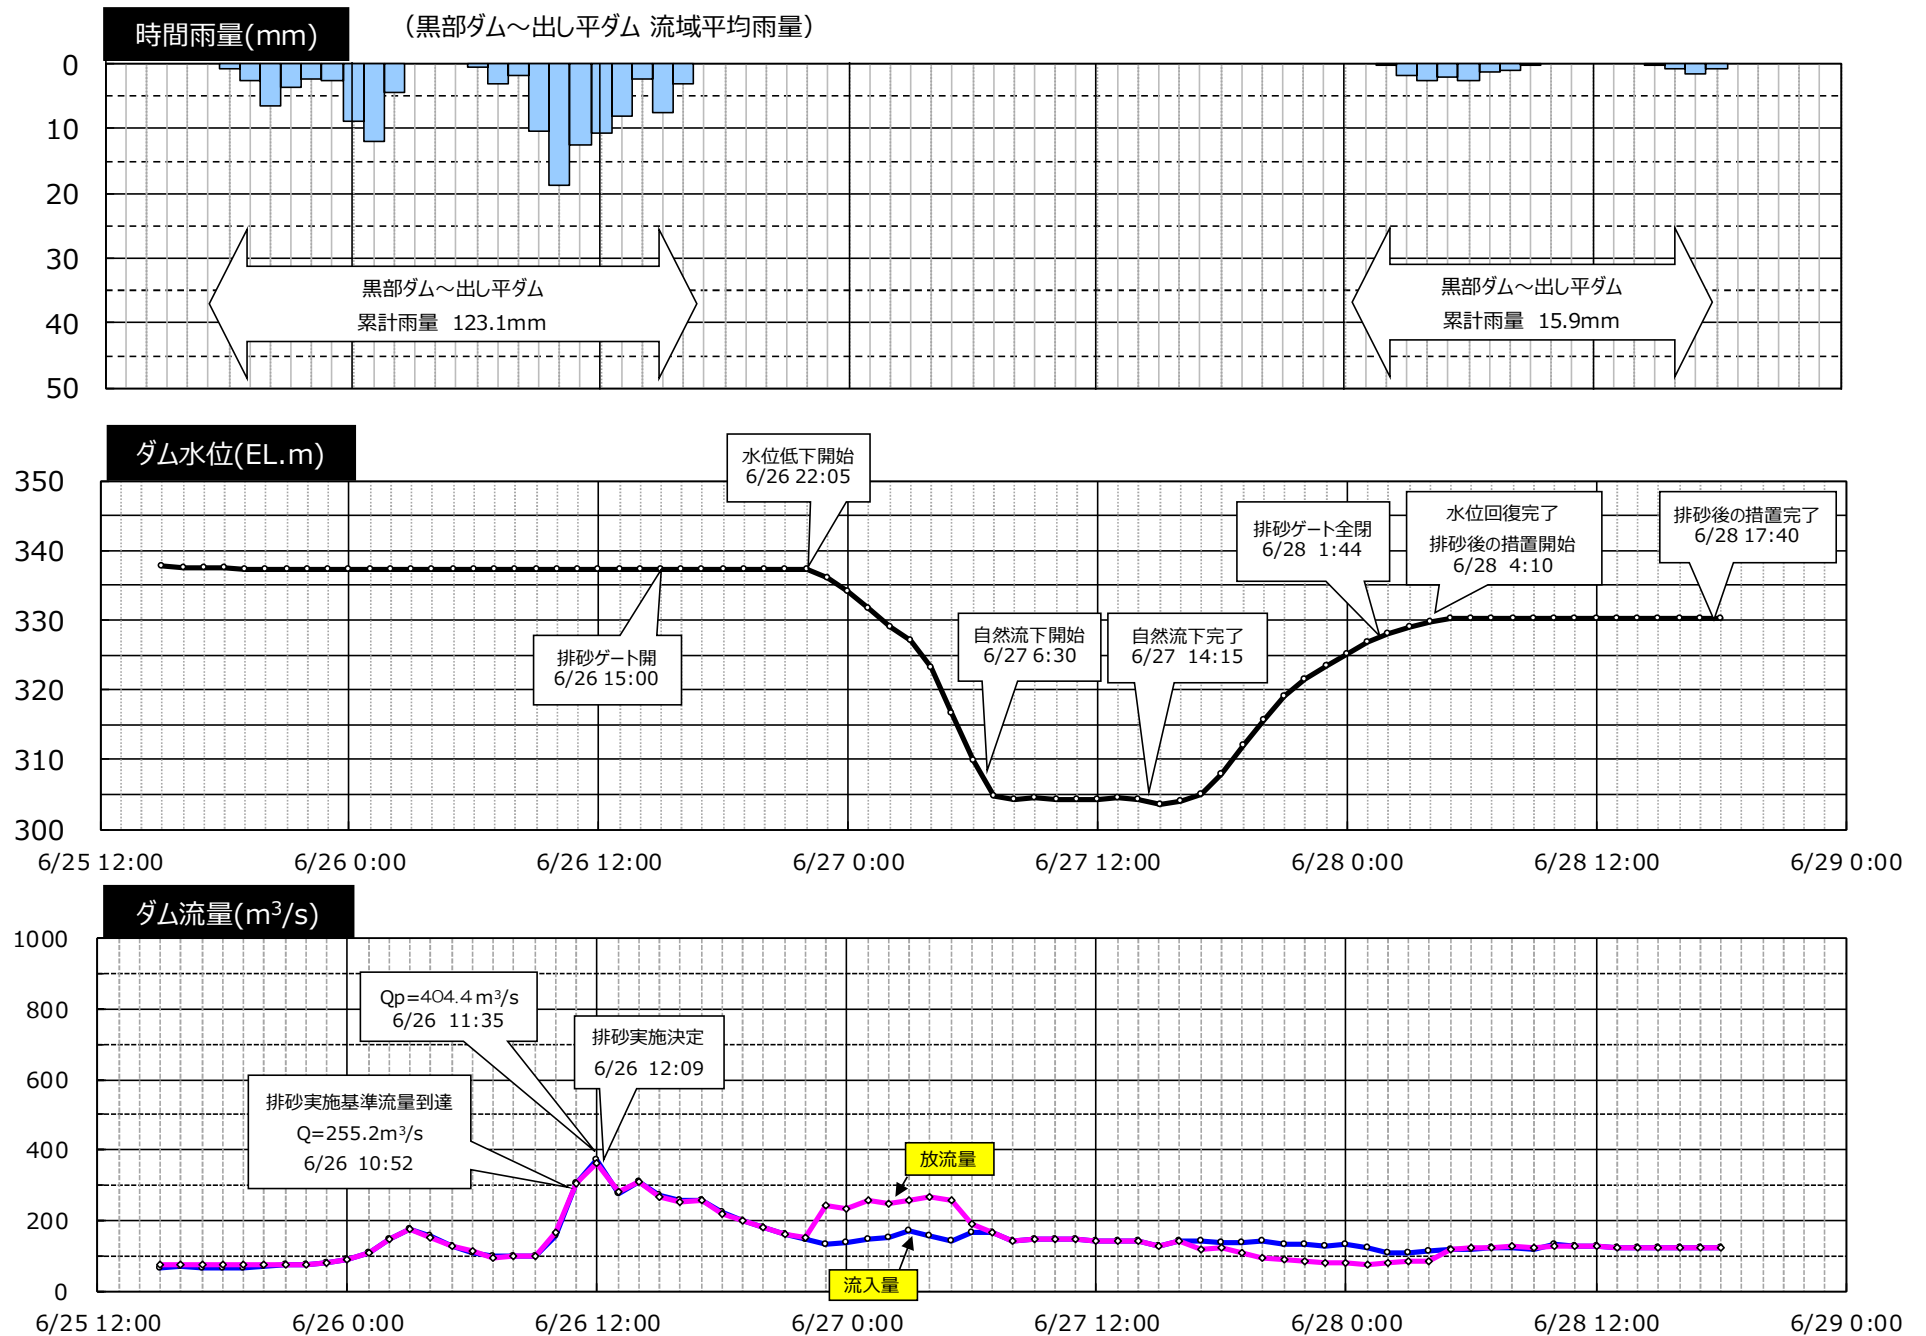 時間雨量(mm)
（黒部ダム～出し平ダム 流域平均雨量）
0
10
20
30
40
50
黒部ダム～出し平ダム
累計雨量 123.1mm
黒部ダム～出し平ダム
累計雨量 15.9mm
ダム水位(EL.m)
350
340
330
320
310
300
水位低下開始
6/26 22:05
排砂ゲート開
6/26 15:00
自然流下開始
6/27 6:30
自然流下完了
6/27 14:15
排砂ゲート全閉
6/28 1:44
水位回復完了
排砂後の措置開始
6/28 4:10
排砂後の措置完了
6/28 17:40
6/25 12:00
6/26 0:00
6/26 12:00
6/27 0:00
6/27 12:00
6/28 0:00
6/28 12:00
6/29 0:00
ダム流量(m³/s)
1000
800
600
400
200
0
Qp=404.4 m³/s
6/26 11:35
排砂実施決定
6/26 12:09
排砂実施基準流量到達
Q=255.2m³/s
6/26 10:52
放流量
流入量
6/25 12:00
6/26 0:00
6/26 12:00
6/27 0:00
6/27 12:00
6/28 0:00
6/28 12:00
6/29 0:00